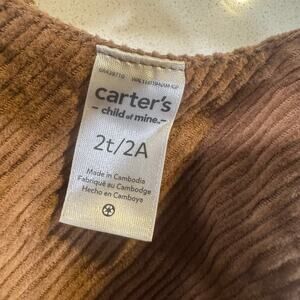 carter's
- child of mine.-
2t/2A
Made in Cambodia
Fabriqué au Cambodge
Hecho en Camboya